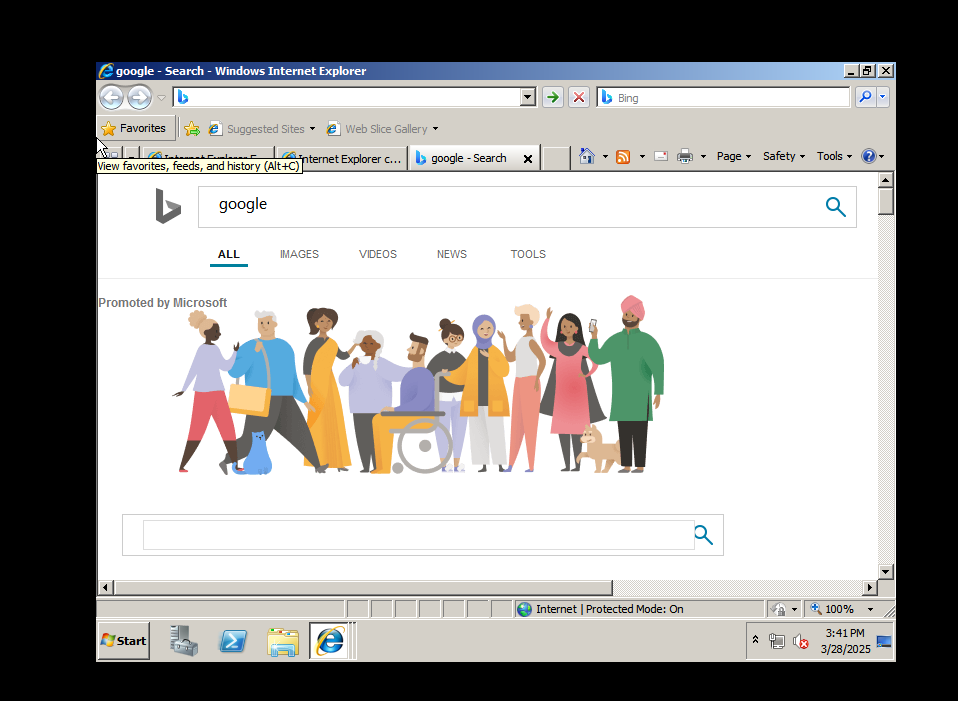 google - Search - Windows Internet Explorer
Bing
Favorites
Suggested Sites
Web Slice Gallery
Internet Explorer c...
google - Search
Page
Safety
Tools
View favorites, feeds, and history (Alt+C)
google
ALL
IMAGES
VIDEOS
NEWS
TOOLS
Promoted by Microsoft
Internet | Protected Mode: On
100%
Start
3:41 PM
3/28/2025